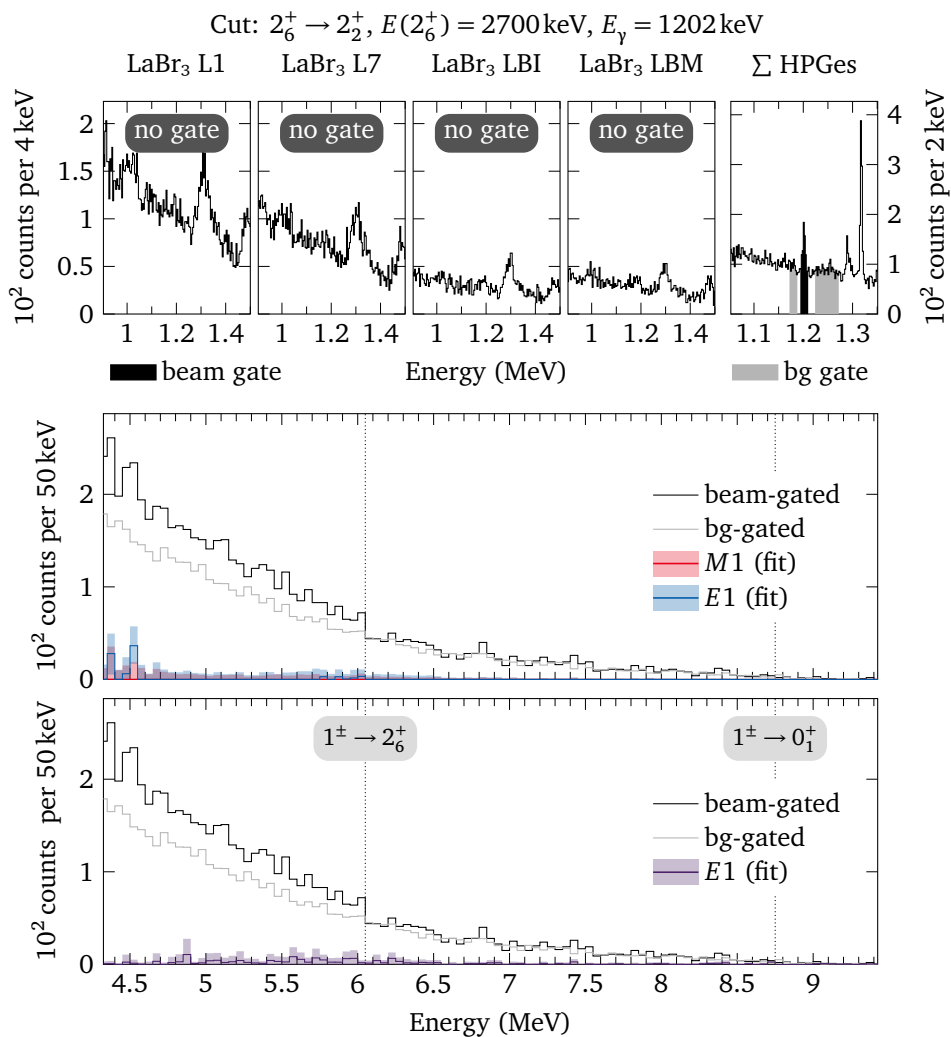 Cut: 2₆⁺ → 2₂⁺, E(2₆⁺) = 2700 keV, Eᵧ = 1202 keV
LaBr₃ L1 LaBr₃ L7 LaBr₃ LBI LaBr₃ LBM ∑ HPGes
no gate no gate no gate no gate
10² counts per 4 keV
2
1.5
1
0.5
0
4
3
2
1
0
10² counts per 2 keV
1 1.2 1.4 1 1.2 1.4 1 1.2 1.4 1 1.2 1.4 1.1 1.2 1.3
beam gate Energy (MeV) bg gate
10² counts per 50 keV
2
1
0
beam-gated
bg-gated
M1 (fit)
E1 (fit)
10² counts per 50 keV
2
1
0
1± → 2₆⁺ 1± → 0₁⁺
beam-gated
bg-gated
E1 (fit)
4.5 5 5.5 6 6.5 7 7.5 8 8.5 9
Energy (MeV)